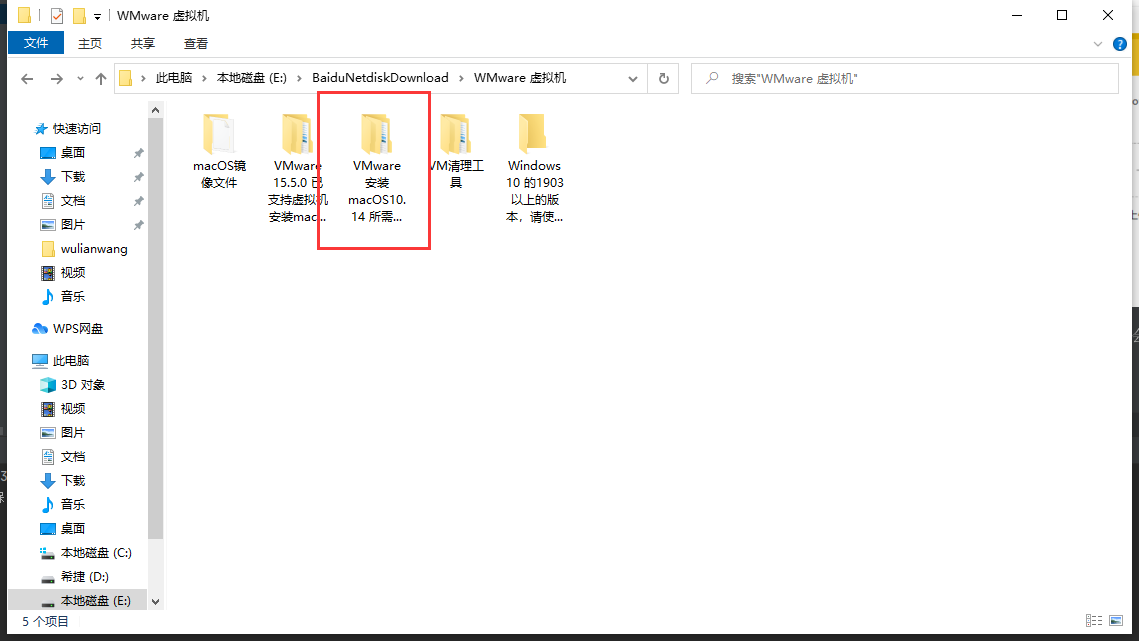 WMware 虚拟机
文件 主页 共享 查看
此电脑 本地磁盘 (E:) BaiduNetdiskDownload WMware 虚拟机
搜索"WMware 虚拟机"
快速访问
桌面
下载
文档
图片
wulianwang
视频
音乐
WPS网盘
此电脑
3D 对象
视频
图片
文档
下载
音乐
桌面
本地磁盘 (C:)
希捷 (D:)
本地磁盘 (E:)
macOS镜
像文件
VMware
15.5.0 已
支持虚拟机
安装mac...
VMware
安装
macOS10.
14 所需...
VM清理工
具
Windows
10 的1903
以上的版
本，请使...
5 个项目